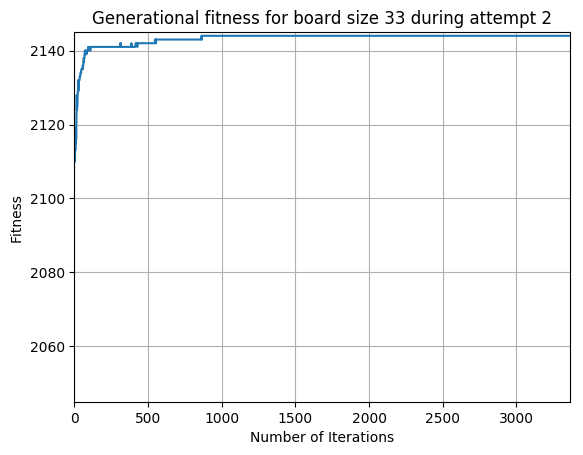 Generational fitness for board size 33 during attempt 2
2140
2120
2100
2080
2060
Fitness
0 500 1000 1500 2000 2500 3000
Number of Iterations